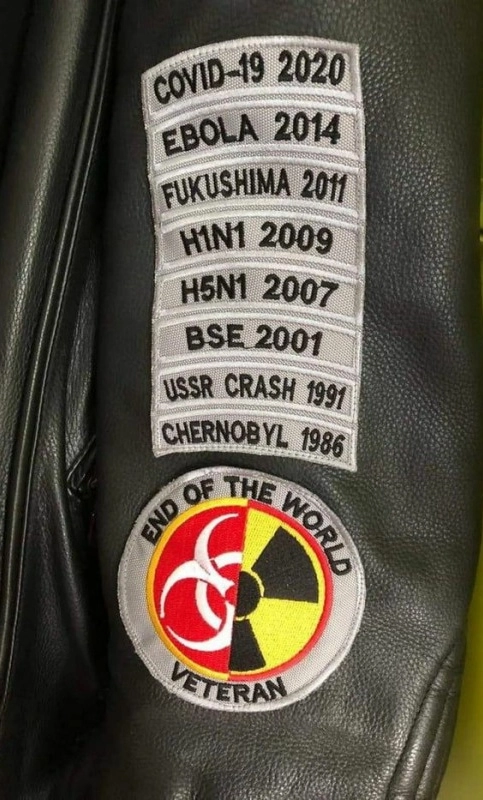 COVID-19 2020
EBOLA 2014
FUKUSHIMA 2011
H1N1 2009
H5N1 2007
BSE 2001
USSR CRASH 1991
CHERNOBYL 1986
END OF THE WORLD
VETERAN